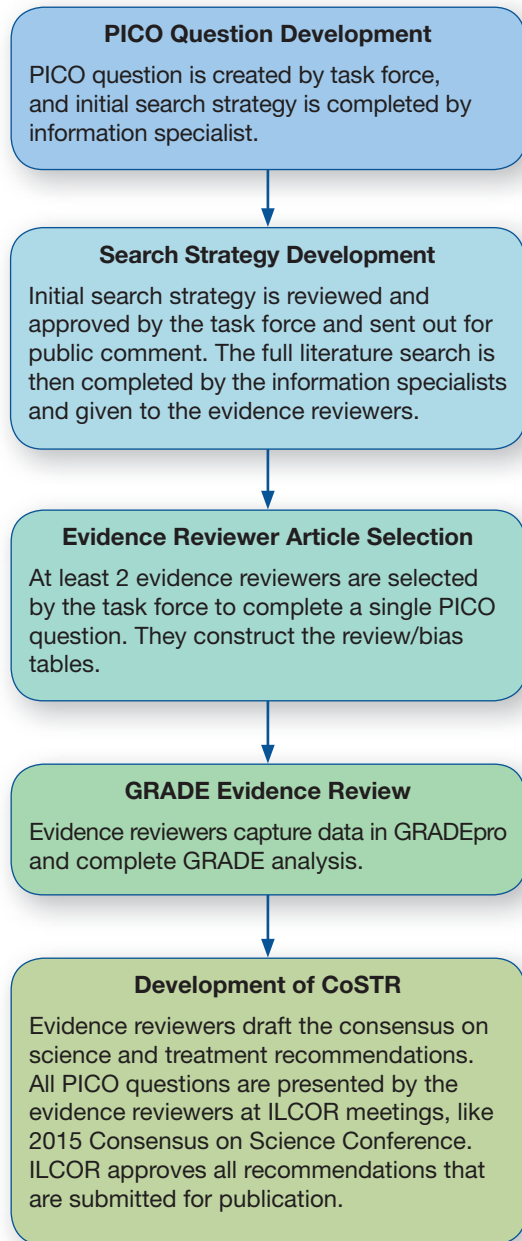 PICO Question Development
PICO question is created by task force,
and initial search strategy is completed by
information specialist.
Search Strategy Development
Initial search strategy is reviewed and
approved by the task force and sent out for
public comment. The full literature search is
then completed by the information specialists
and given to the evidence reviewers.
Evidence Reviewer Article Selection
At least 2 evidence reviewers are selected
by the task force to complete a single PICO
question. They construct the review/bias
tables.
GRADE Evidence Review
Evidence reviewers capture data in GRADEpro
and complete GRADE analysis.
Development of CoSTR
Evidence reviewers draft the consensus on
science and treatment recommendations.
All PICO questions are presented by the
evidence reviewers at ILCOR meetings, like
2015 Consensus on Science Conference.
ILCOR approves all recommendations that
are submitted for publication.